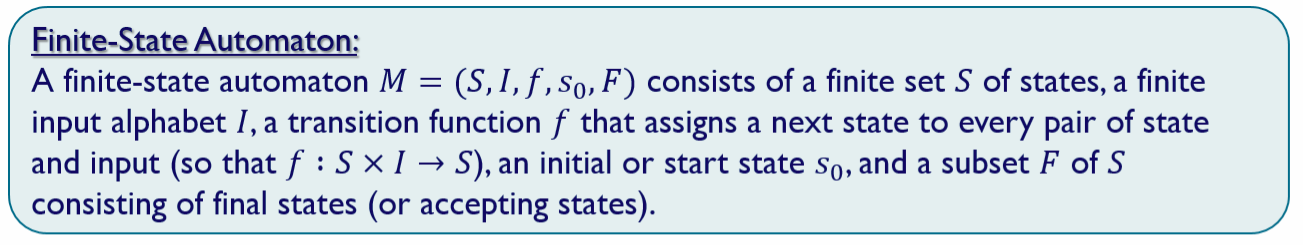 Finite-State Automaton:
A finite-state automaton M = (S, I, f, s₀, F) consists of a finite set S of states, a finite
input alphabet I, a transition function f that assigns a next state to every pair of state
and input (so that f : S × I → S), an initial or start state s₀, and a subset F of S
consisting of final states (or accepting states).